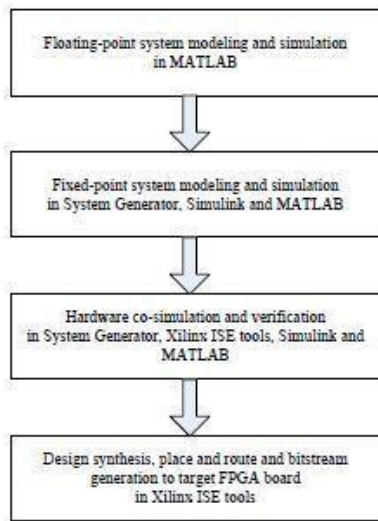 Floating-point system modeling and simulation
in MATLAB
Fixed-point system modeling and simulation
in System Generator, Simulink and MATLAB
Hardware co-simulation and verification
in System Generator, Xilinx ISE tools, Simulink and
MATLAB
Design synthesis, place and route and bitstream
generation to target FPGA board
in Xilinx ISE tools